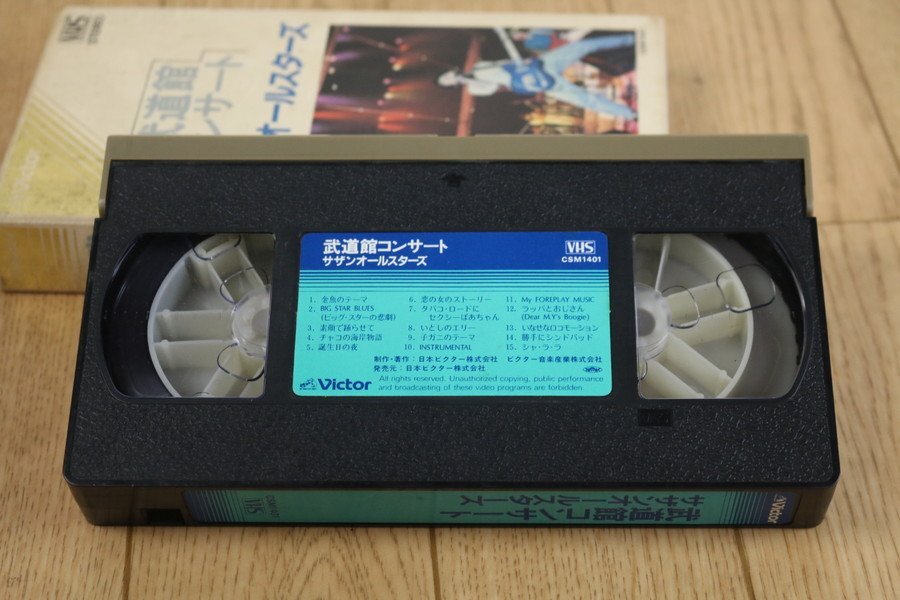 VHS
STEREO
武道館
ンサート
オールスターズ
Victor
武道館コンサート
サザンオールスターズ
VHS
CSM1401
1. 金魚のテーマ
2. BIG STAR BLUES
(ビッグ・スターの悲劇)
3. 素顔で踊らせて
4. チャコの海岸物語
5. 誕生日の夜
6. 恋の女のストーリー
7. タバコ・ロードに
セクシーばあちゃん
8. いとしのエリー
9. 子ガニのテーマ
10. INSTRUMENTAL
11. My FOREPLAY MUSIC
12. ラッパとおじさん
(Dear M.Y's Boogie)
13. いなせなロコモーション
14. 勝手にシンドバッド
15. シャ・ラ・ラ
制作・著作：日本ビクター株式会社 ビクター音楽産業株式会社
発売元：日本ビクター株式会社
Victor
All rights reserved. Unauthorized copying, public performance
and broadcasting of these video programs are forbidden.
武道館コンサート
サザンオールスターズ
CSM1401
VHS
Victor